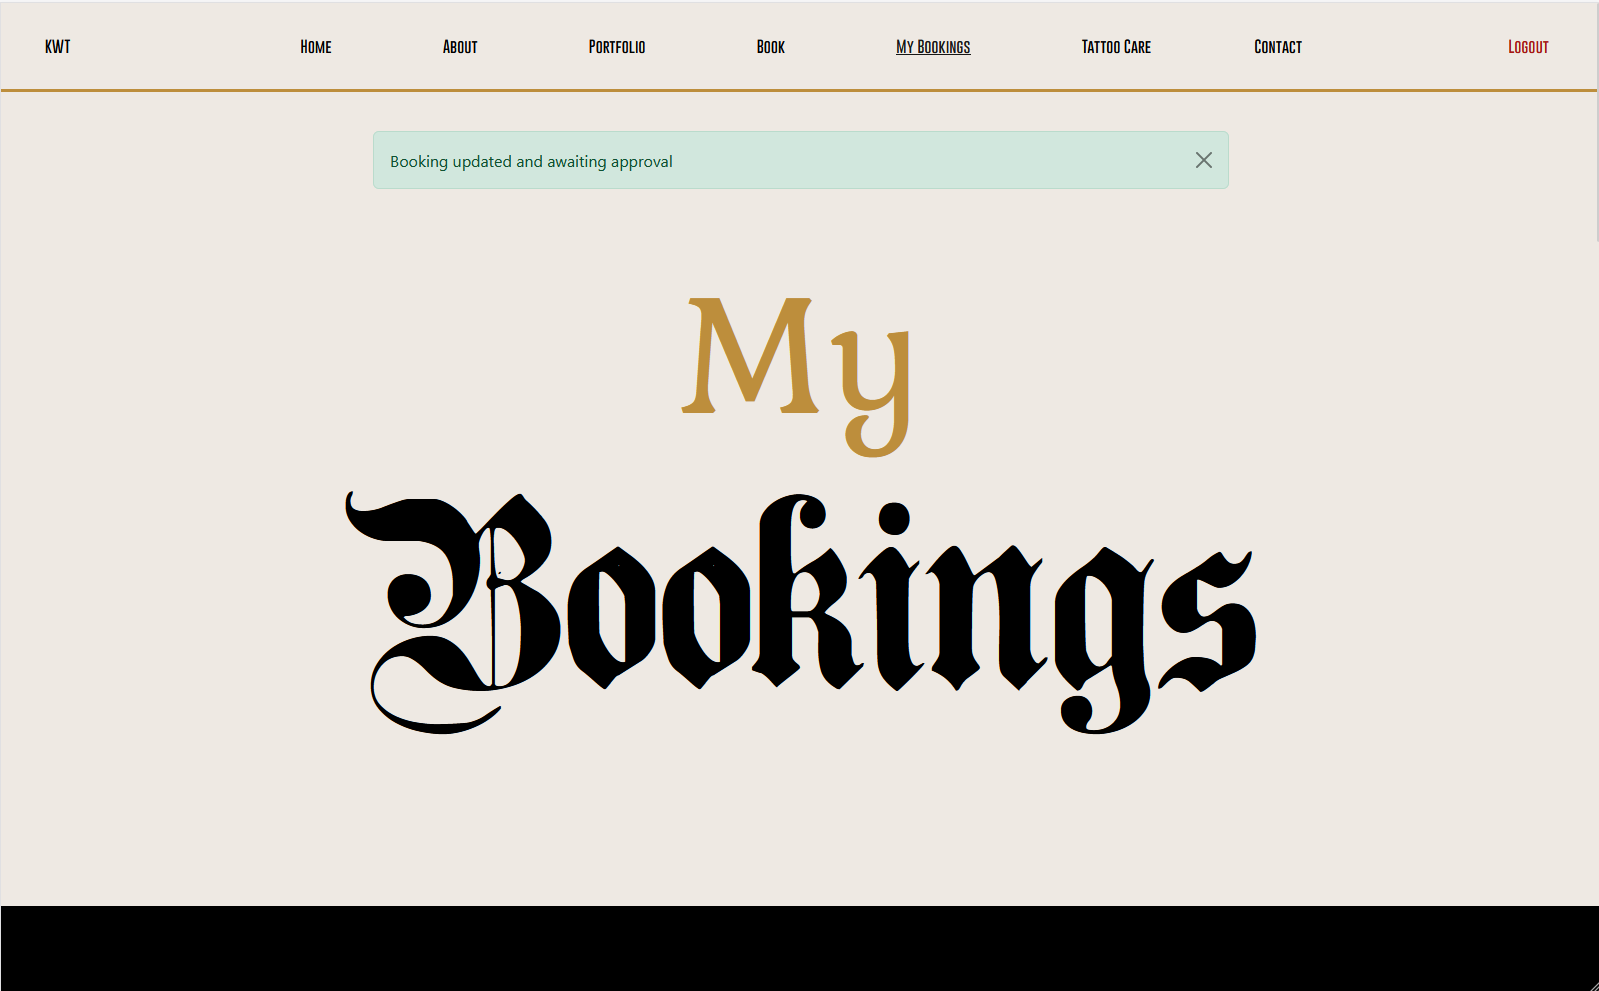 KWT Home About Portfolio Book My Bookings Tattoo Care Contact Logout
Booking updated and awaiting approval
My
Bookings